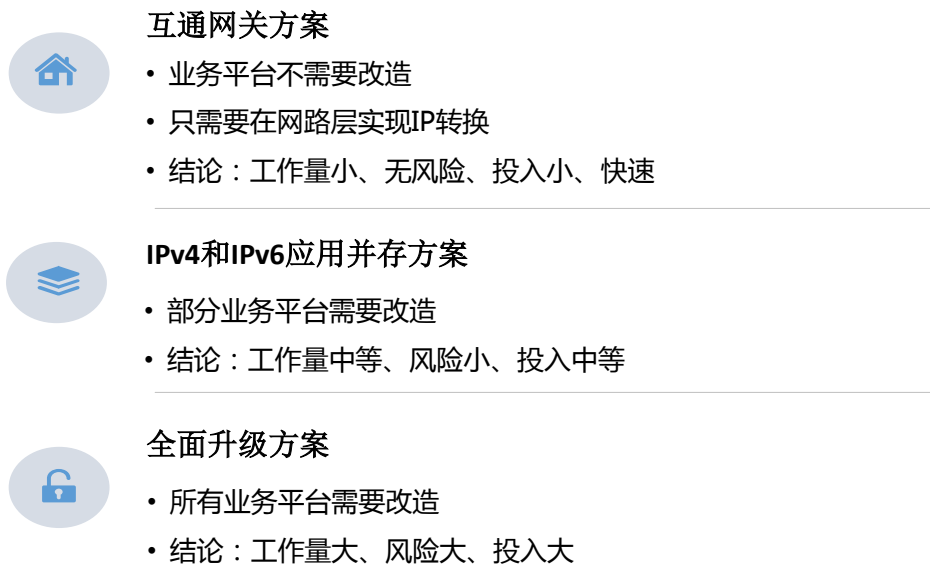 互通网关方案
• 业务平台不需要改造
• 只需要在网路层实现IP转换
• 结论：工作量小、无风险、投入小、快速
IPv4和IPv6应用并存方案
• 部分业务平台需要改造
• 结论：工作量中等、风险小、投入中等
全面升级方案
• 所有业务平台需要改造
• 结论：工作量大、风险大、投入大